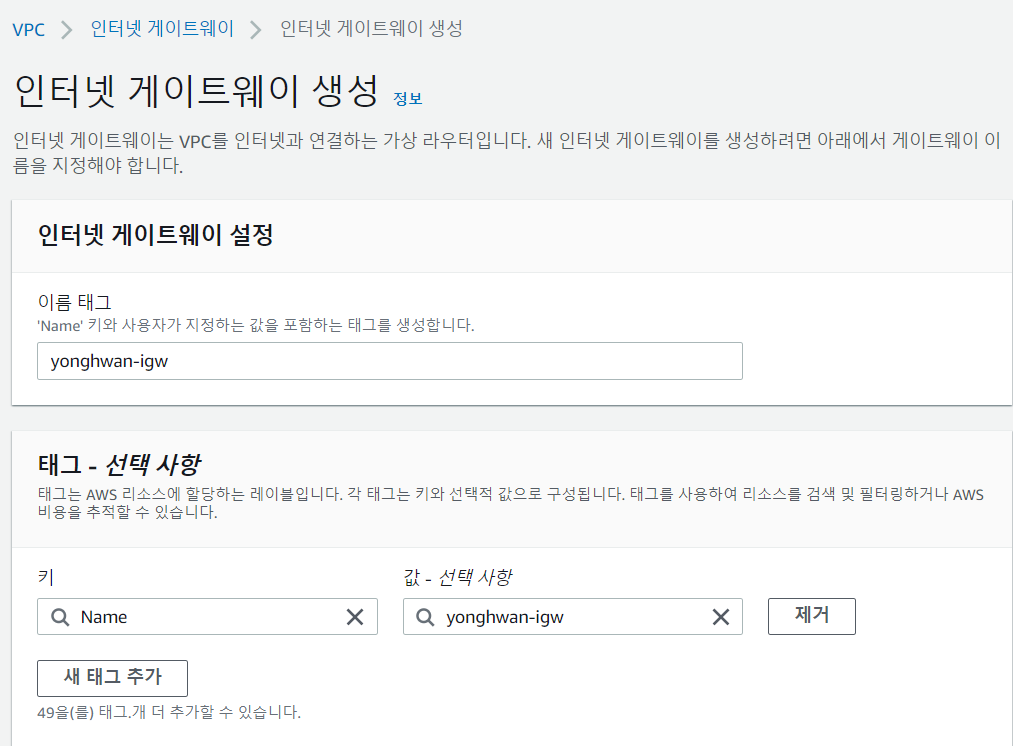 VPC > 인터넷 게이트웨이 > 인터넷 게이트웨이 생성
인터넷 게이트웨이 생성 정보
인터넷 게이트웨이는 VPC를 인터넷과 연결하는 가상 라우터입니다. 새 인터넷 게이트웨이를 생성하려면 아래에서 게이트웨이 이
름을 지정해야 합니다.
인터넷 게이트웨이 설정
이름 태그
'Name' 키와 사용자가 지정하는 값을 포함하는 태그를 생성합니다.
yonghwan-igw
태그 - 선택 사항
태그는 AWS 리소스에 할당하는 레이블입니다. 각 태그는 키와 선택적 값으로 구성됩니다. 태그를 사용하여 리소스를 검색 및 필터링하거나 AWS
비용을 추적할 수 있습니다.
키 값 - 선택 사항
Name yonghwan-igw 제거
새 태그 추가
49을(를) 태그.개 더 추가할 수 있습니다.